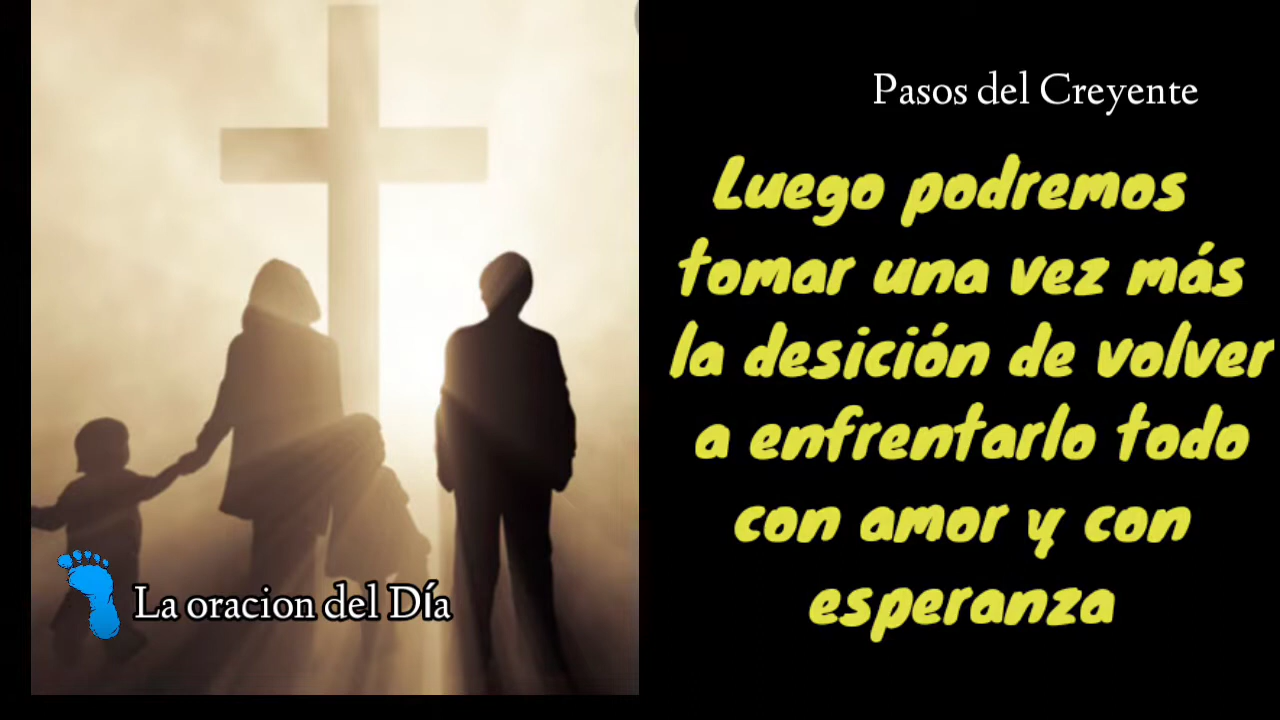 Pasos del Creyente
Luego podremos
tomar una vez más
la desición de volver
a enfrentarlo todo
con amor y con
esperanza
La oracion del Día